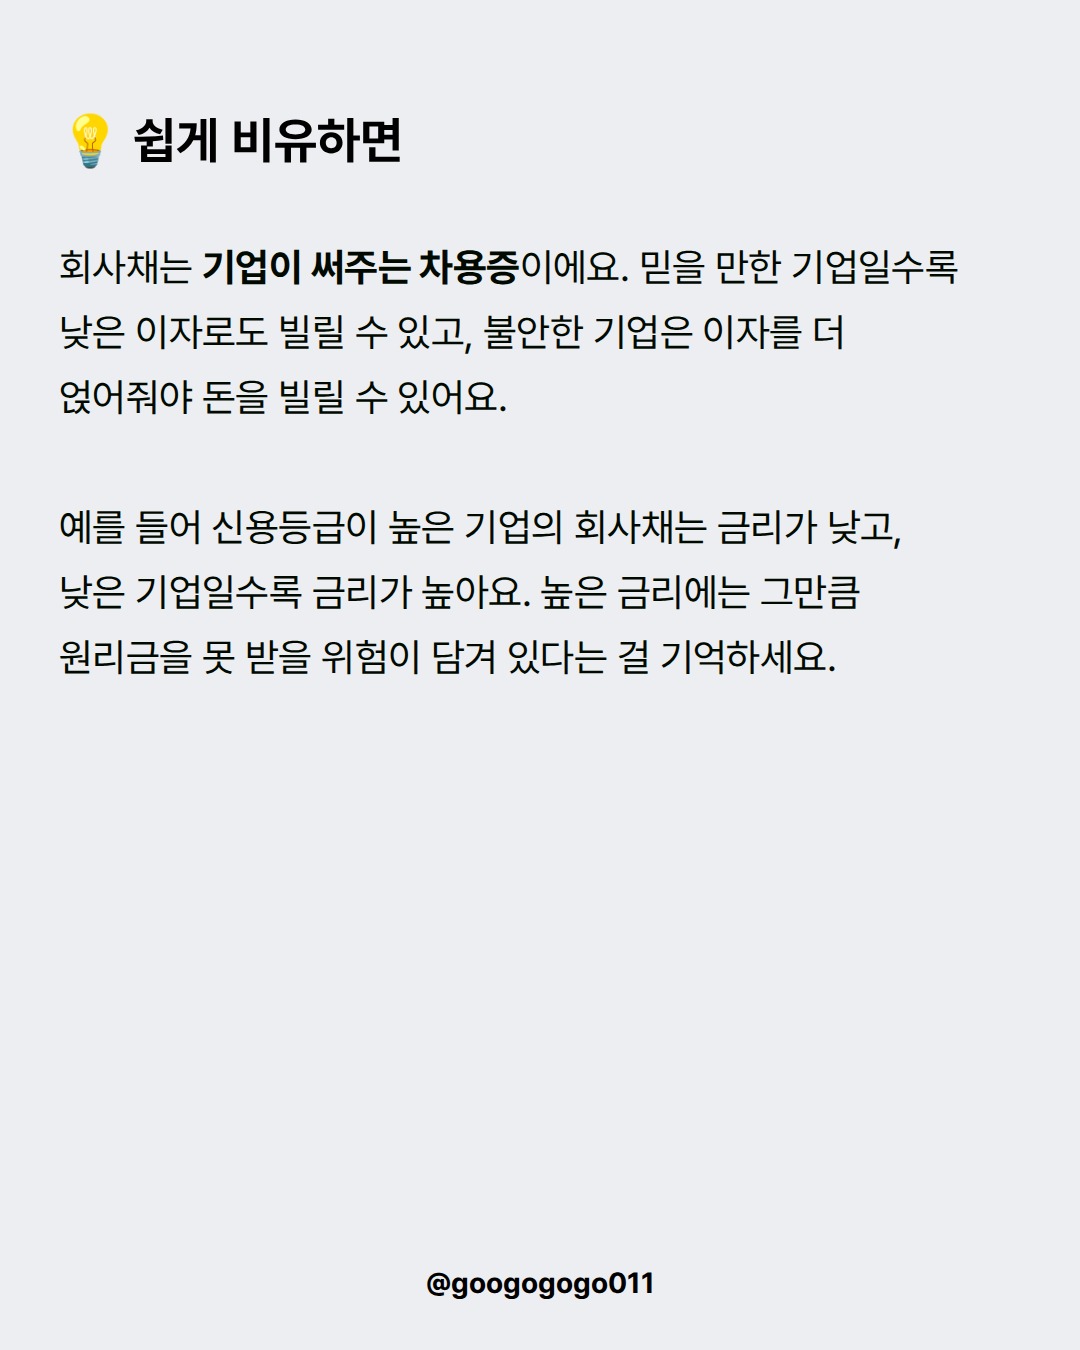 💡 쉽게 비유하면
회사채는 기업이 써주는 차용증이에요. 믿을 만한 기업일수록
낮은 이자로도 빌릴 수 있고, 불안한 기업은 이자를 더
얹어줘야 돈을 빌릴 수 있어요.
예를 들어 신용등급이 높은 기업의 회사채는 금리가 낮고,
낮은 기업일수록 금리가 높아요. 높은 금리에는 그만큼
원리금을 못 받을 위험이 담겨 있다는 걸 기억하세요.
@googogogo011